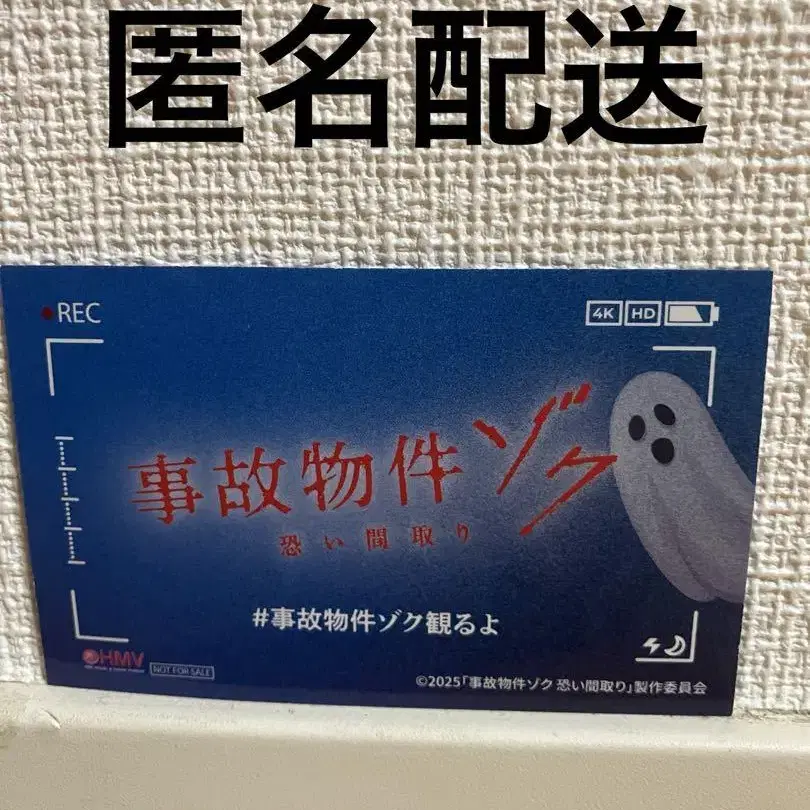 匿名配送
REC
4K HD
事故物件ゾク
恐い間取り
#事故物件ゾク観るよ
HMV
NOT FOR SALE
©2025「事故物件ゾク 恐い間取り」製作委員会